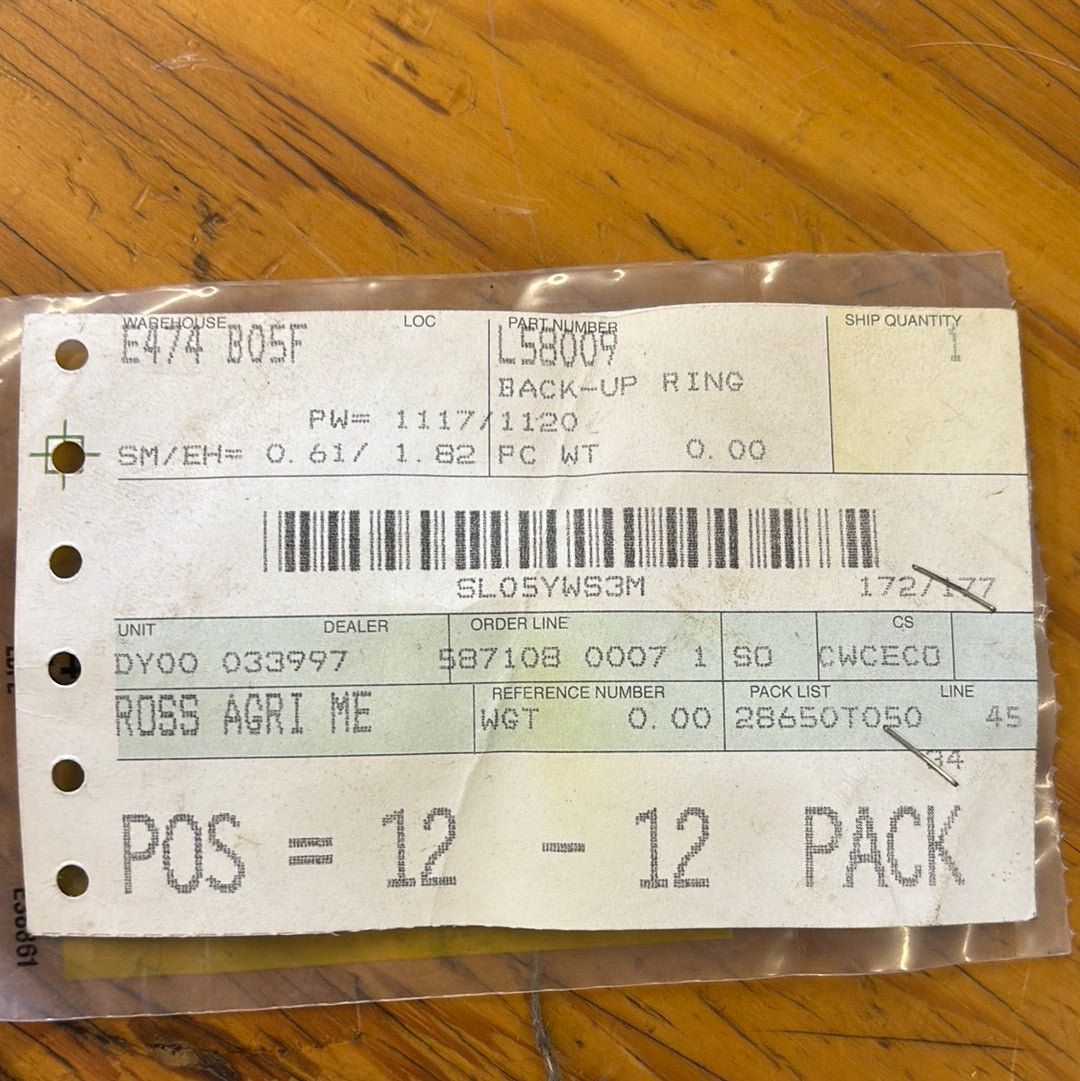 WAREHOUSE LOC PART NUMBER SHIP QUANTITY
E474 B05F L58009 1
BACK-UP RING
PW= 1117/1120
SM/EH= 0.61/ 1.82 PC WT 0.00
SL05YWS3M 172/177
UNIT DEALER ORDER LINE CS
DY00 033997 587108 0007 1 SO CWCECO
REFERENCE NUMBER PACK LIST LINE
ROSS AGRI ME WGT 0.00 28650T050 45
34
POS = 12 - 12 PACK